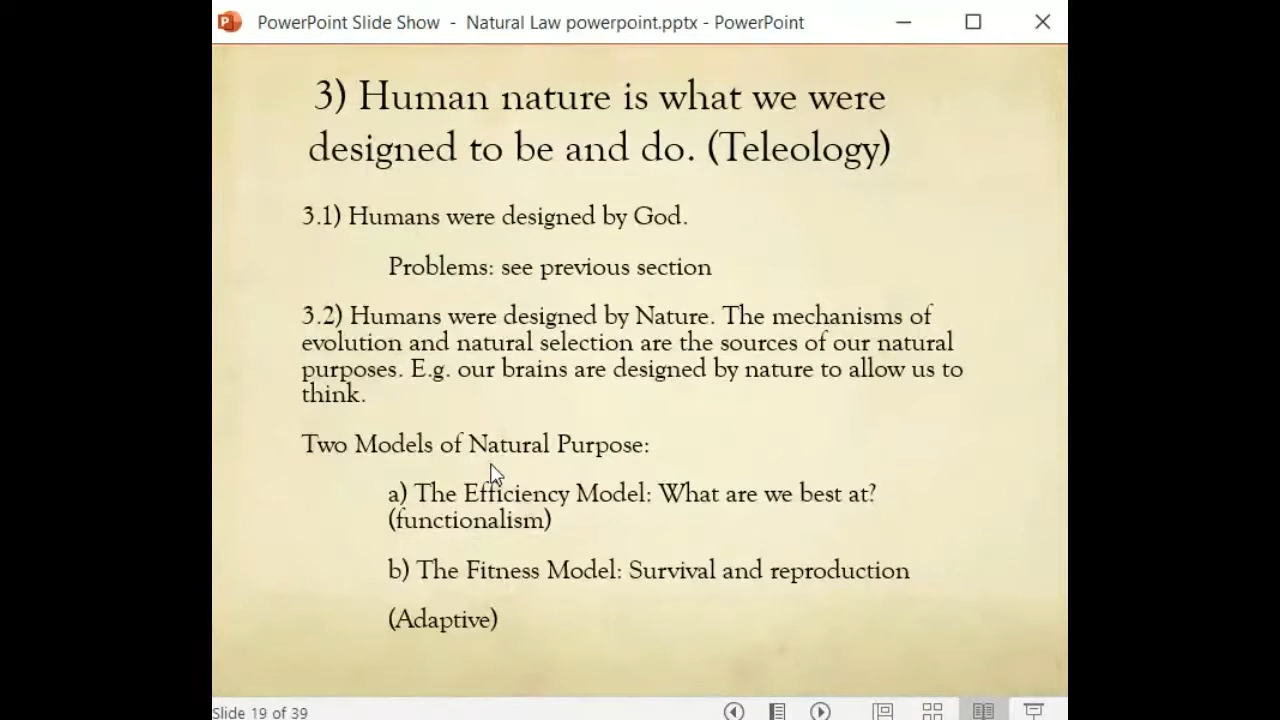 PowerPoint Slide Show - Natural Law powerpoint.pptx - PowerPoint
3) Human nature is what we were
designed to be and do. (Teleology)
3.1) Humans were designed by God.
Problems: see previous section
3.2) Humans were designed by Nature. The mechanisms of
evolution and natural selection are the sources of our natural
purposes. E.g. our brains are designed by nature to allow us to
think.
Two Models of Natural Purpose:
a) The Efficiency Model: What are we best at?
(functionalism)
b) The Fitness Model: Survival and reproduction
(Adaptive)
Slide 19 of 39